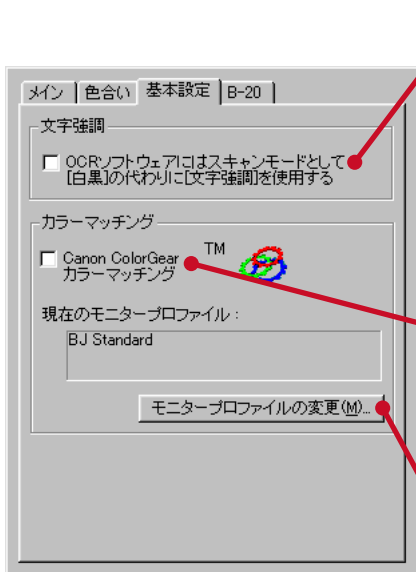 メイン 色合い 基本設定 B-20
文字強調
OCRソフトウェアにはスキャンモードとして
[白黒]の代わりに[文字強調]を使用する
カラーマッチング
Canon ColorGear TM
カラーマッチング
現在のモニタープロファイル：
BJ Standard
モニタープロファイルの変更(M)...